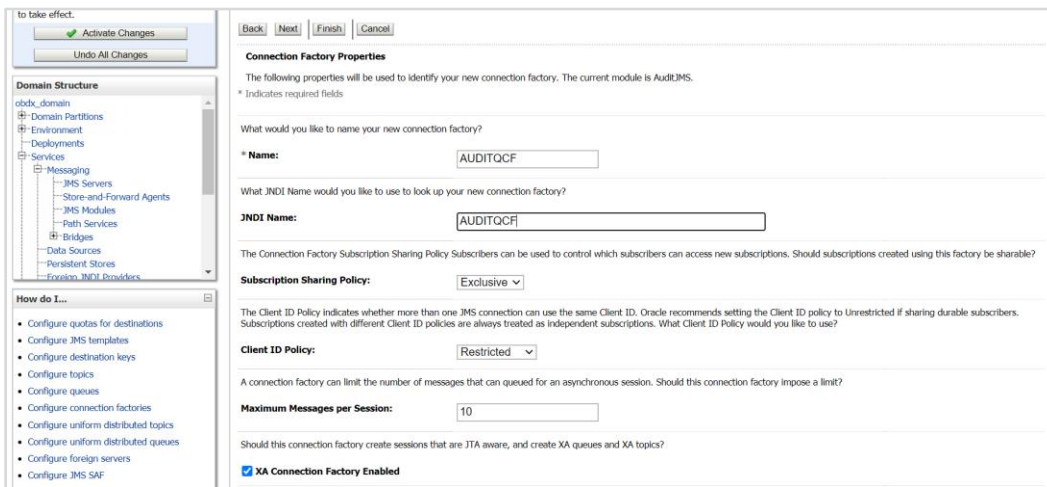 to take effect.
Activate Changes
Undo All Changes
Domain Structure
obdx_domain
Domain Partitions
Environment
Deployments
Services
Messaging
JMS Servers
Store-and-Forward Agents
JMS Modules
Path Services
Bridges
Data Sources
Persistent Stores
Foreign JNDI Providers
How do I...
• Configure quotas for destinations
• Configure JMS templates
• Configure destination keys
• Configure topics
• Configure queues
• Configure connection factories
• Configure uniform distributed topics
• Configure uniform distributed queues
• Configure foreign servers
• Configure JMS SAF
Back Next Finish Cancel
Connection Factory Properties
The following properties will be used to identify your new connection factory. The current module is AuditJMS.
* Indicates required fields
What would you like to name your new connection factory?
* Name: AUDITQCF
What JNDI Name would you like to use to look up your new connection factory?
JNDI Name: AUDITQCF
The Connection Factory Subscription Sharing Policy Subscribers can be used to control which subscribers can access new subscriptions. Should subscriptions created using this factory be sharable?
Subscription Sharing Policy: Exclusive
The Client ID Policy indicates whether more than one JMS connection can use the same Client ID. Oracle recommends setting the Client ID policy to Unrestricted if sharing durable subscribers.
Subscriptions created with different Client ID policies are always treated as independent subscriptions. What Client ID Policy would you like to use?
Client ID Policy: Restricted
A connection factory can limit the number of messages that can queued for an asynchronous session. Should this connection factory impose a limit?
Maximum Messages per Session: 10
Should this connection factory create sessions that are JTA aware, and create XA queues and XA topics?
XA Connection Factory Enabled